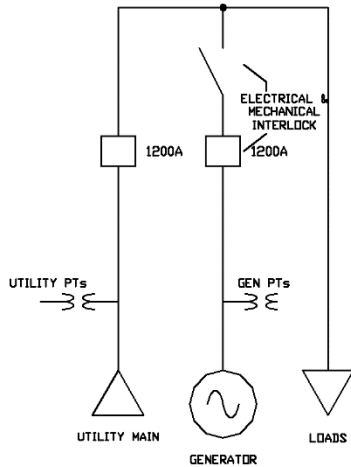 ELECTRICAL &
MECHANICAL
INTERLOCK
1200A
1200A
UTILITY PTs
GEN PTs
UTILITY MAIN
GENERATOR
LOADS